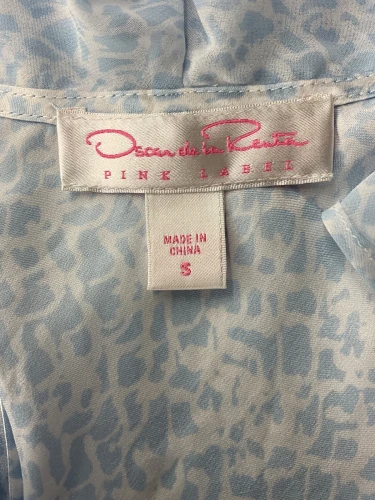 Oscar de la Renta
PINK LABEL
MADE IN
CHINA
S